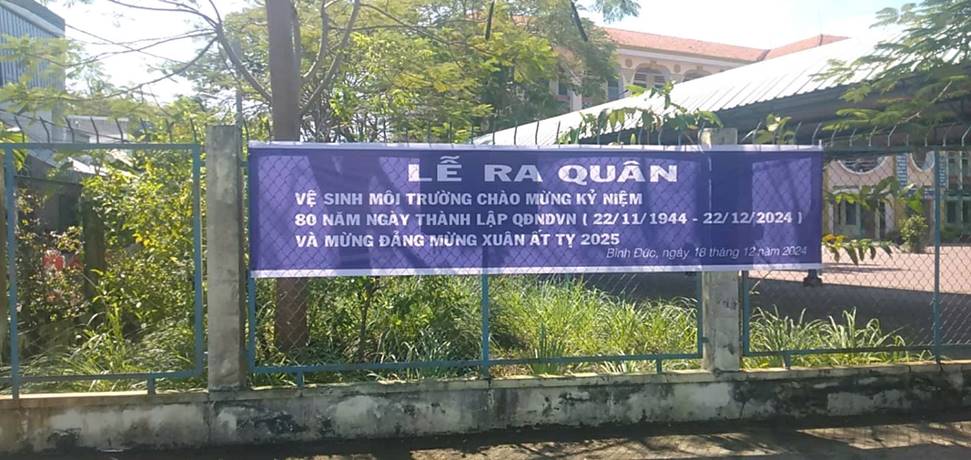 LỄ RA QUÂN
VỆ SINH MÔI TRƯỜNG CHÀO MỪNG KỶ NIỆM
80 NĂM NGÀY THÀNH LẬP QĐNDVN ( 22/11/1944 - 22/12/2024 )
VÀ MỪNG ĐẢNG MỪNG XUÂN ẤT TỴ 2025
Bình Đức, ngày 18 tháng 12 năm 2024